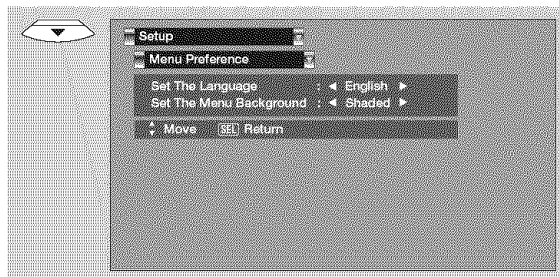 Setup
Menu Preference
Set The Language : ◀ English ▶
Set The Menu Background : ◀ Shaded ▶
Move SEL Return